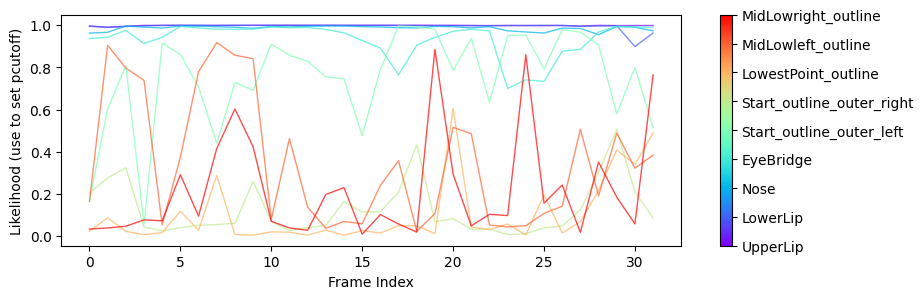 Likelihood (use to set pcutoff)
1.0
0.8
0.6
0.4
0.2
0.0
0
5
10
15
20
25
30
Frame Index
MidLowright_outline
MidLowleft_outline
LowestPoint_outline
Start_outline_outer_right
Start_outline_outer_left
EyeBridge
Nose
LowerLip
UpperLip